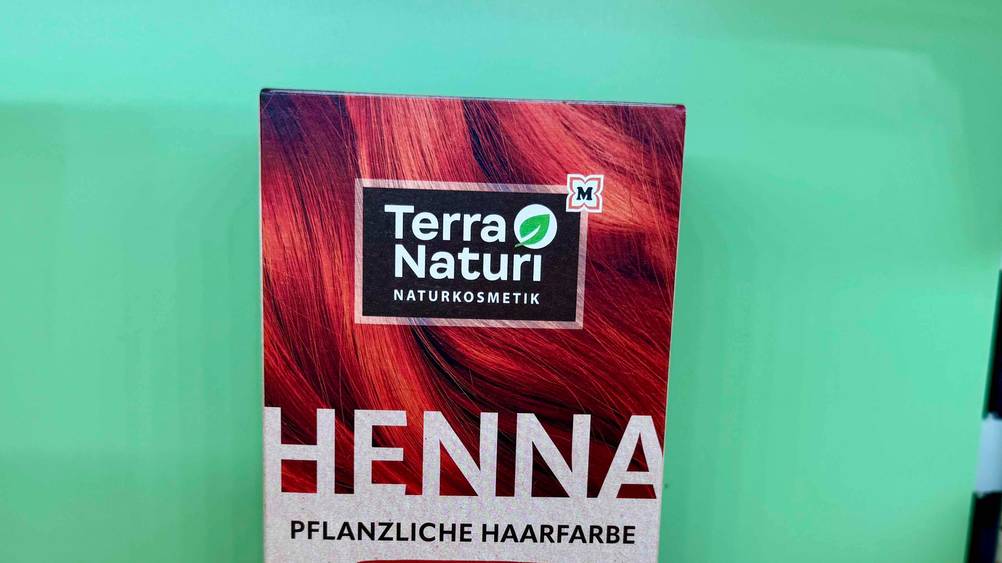 M
Terra
Naturi
NATURKOSMETIK
HENNA
PFLANZLICHE HAARFARBE